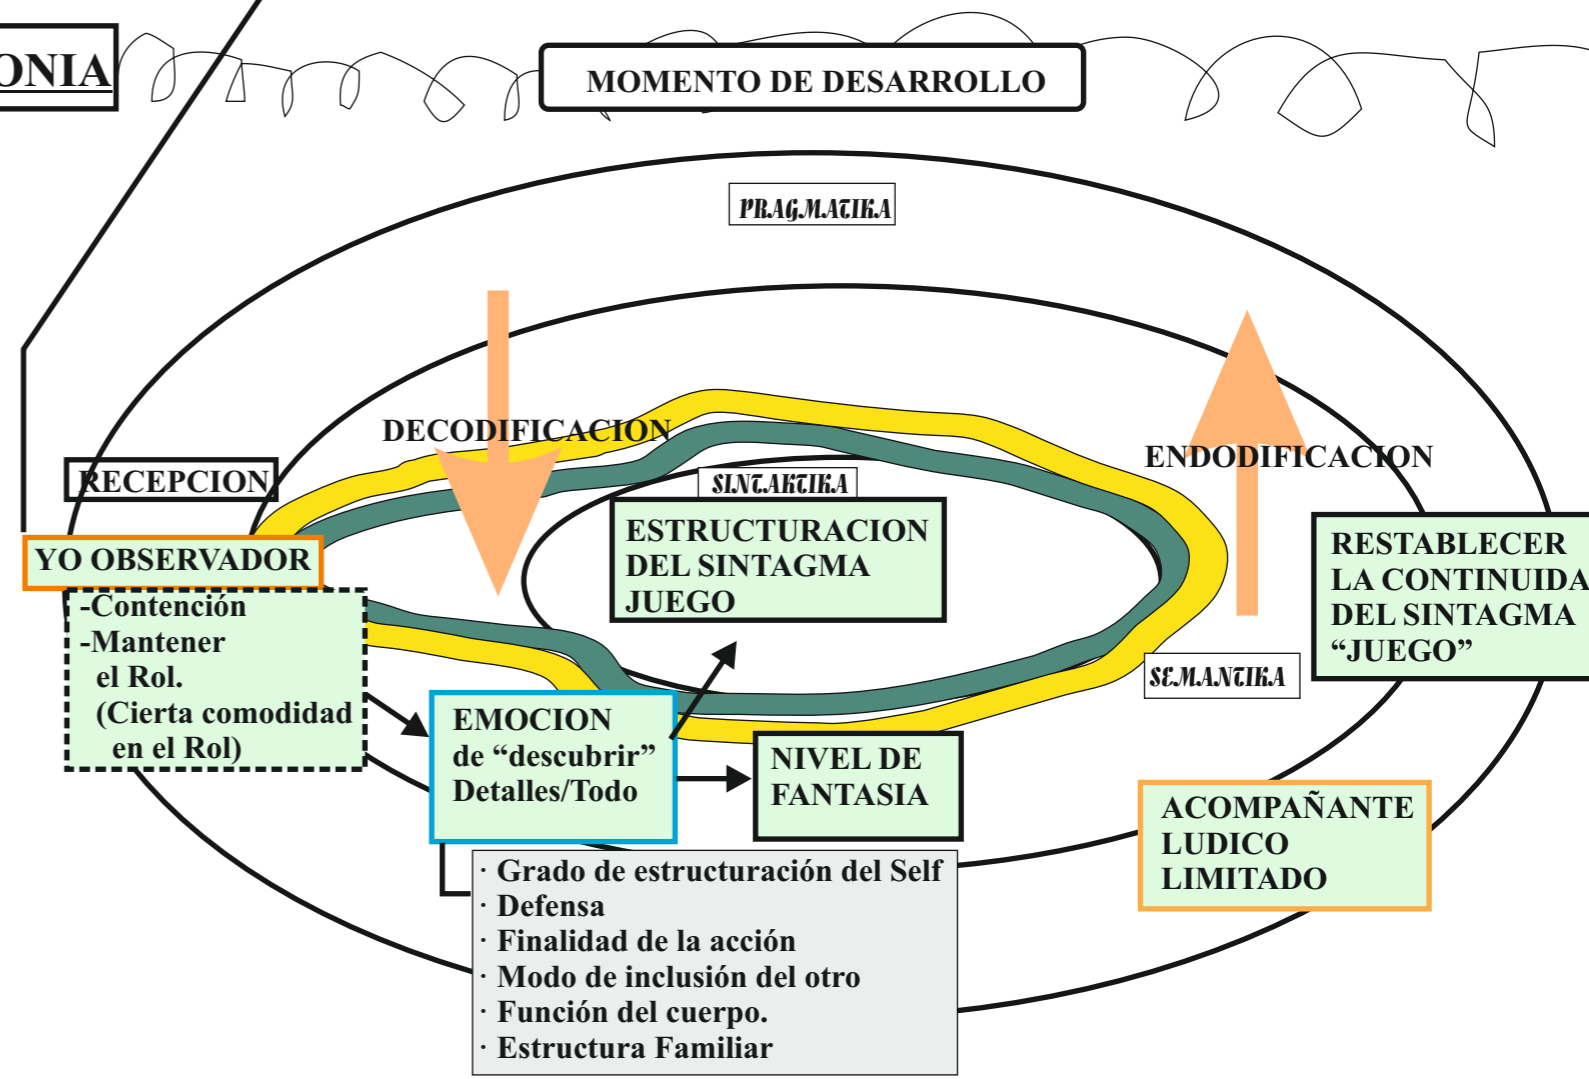 ONIA
MOMENTO DE DESARROLLO
PRAGMATIKA
DECODIFICACION
ENDODIFICACION
RECEPCION
SINTAKTIKA
ESTRUCTURACION
DEL SINTAGMA
JUEGO
YO OBSERVADOR
-Contención
-Mantener
el Rol.
(Cierta comodidad
en el Rol)
RESTABLECER
LA CONTINUIDA
DEL SINTAGMA
“JUEGO”
SEMANTIKA
EMOCION
de “descubrir”
Detalles/Todo
NIVEL DE
FANTASIA
ACOMPAÑANTE
LUDICO
LIMITADO
· Grado de estructuración del Self
· Defensa
· Finalidad de la acción
· Modo de inclusión del otro
· Función del cuerpo.
· Estructura Familiar